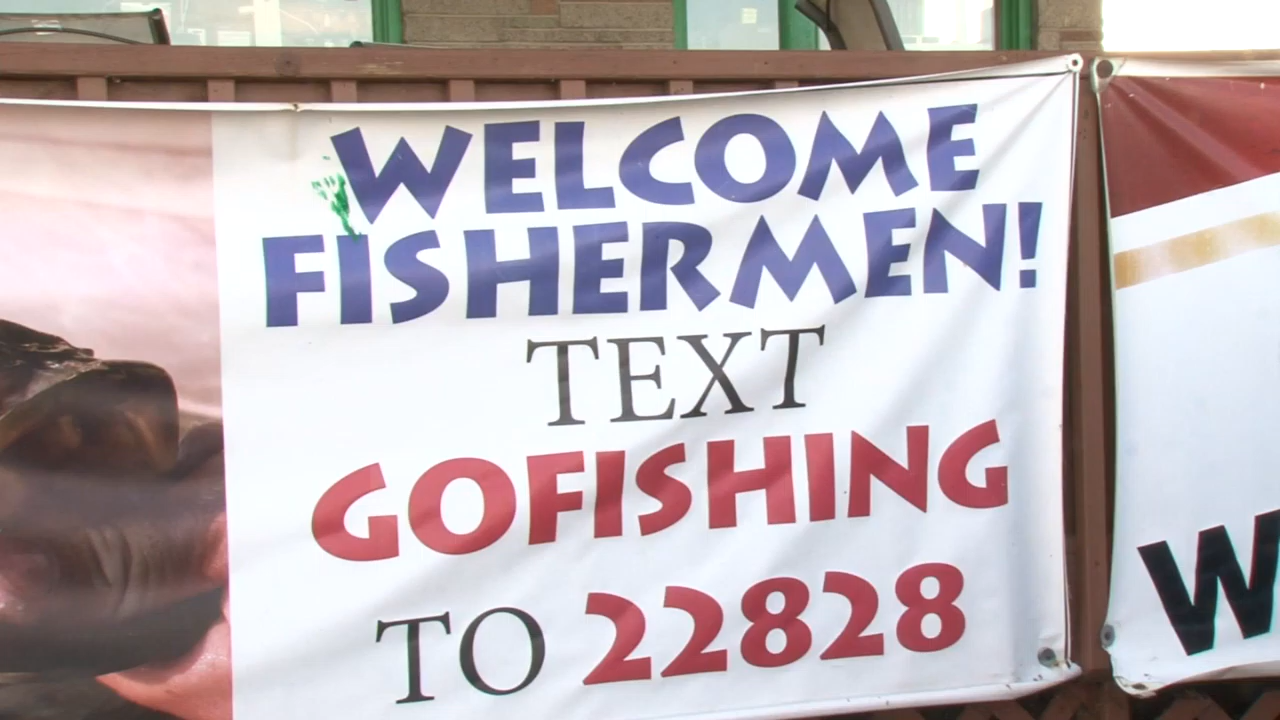 WELCOME
FISHERMEN!
TEXT
GOFISHING
TO 22828
W